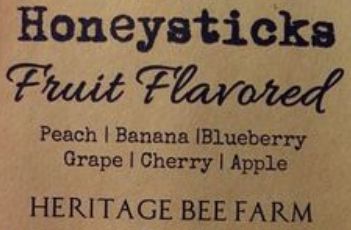 Honeysticks
Fruit Flavored
Peach | Banana |Blueberry
Grape | Cherry | Apple
HERITAGE BEE FARM